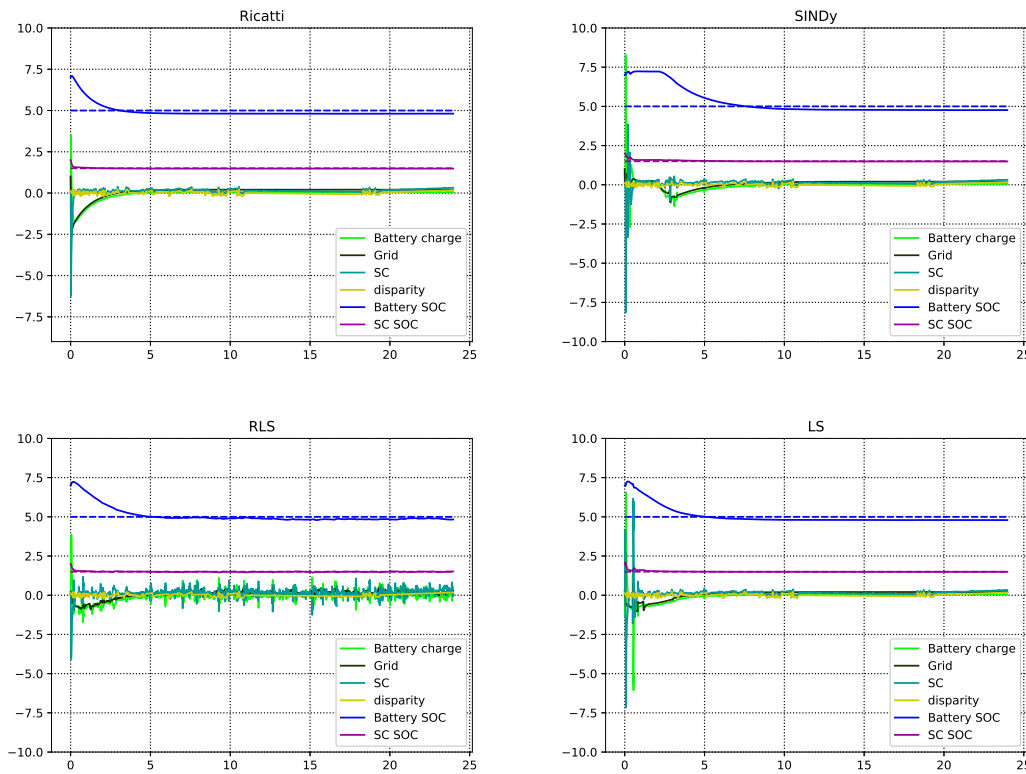 Ricatti
10.0
7.5
5.0
2.5
0.0
−2.5
−5.0
−7.5
0 5 10 15 20 25
Battery charge
Grid
SC
disparity
Battery SOC
SC SOC
SINDy
10.0
7.5
5.0
2.5
0.0
−2.5
−5.0
−7.5
−10.0
0 5 10 15 20 25
Battery charge
Grid
SC
disparity
Battery SOC
SC SOC
RLS
10.0
7.5
5.0
2.5
0.0
−2.5
−5.0
−7.5
−10.0
0 5 10 15 20 25
Battery charge
Grid
SC
disparity
Battery SOC
SC SOC
LS
10.0
7.5
5.0
2.5
0.0
−2.5
−5.0
−7.5
−10.0
0 5 10 15 20 25
Battery charge
Grid
SC
disparity
Battery SOC
SC SOC